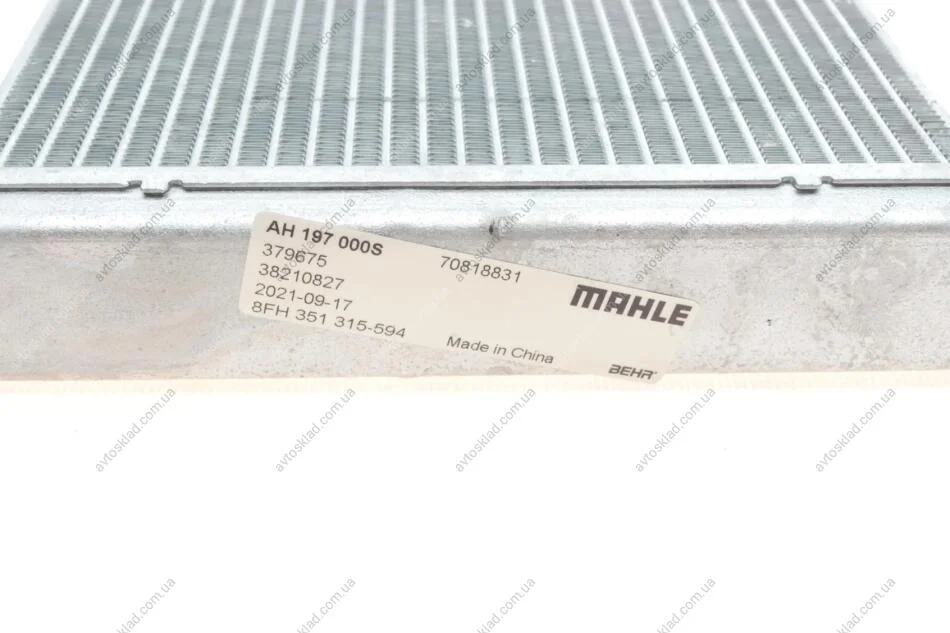 AH 197 000S
379675
70818831
38210827
2021-09-17
8FH 351 315-594
MAHLE
Made in China
BEHR
avtosklad.com.ua